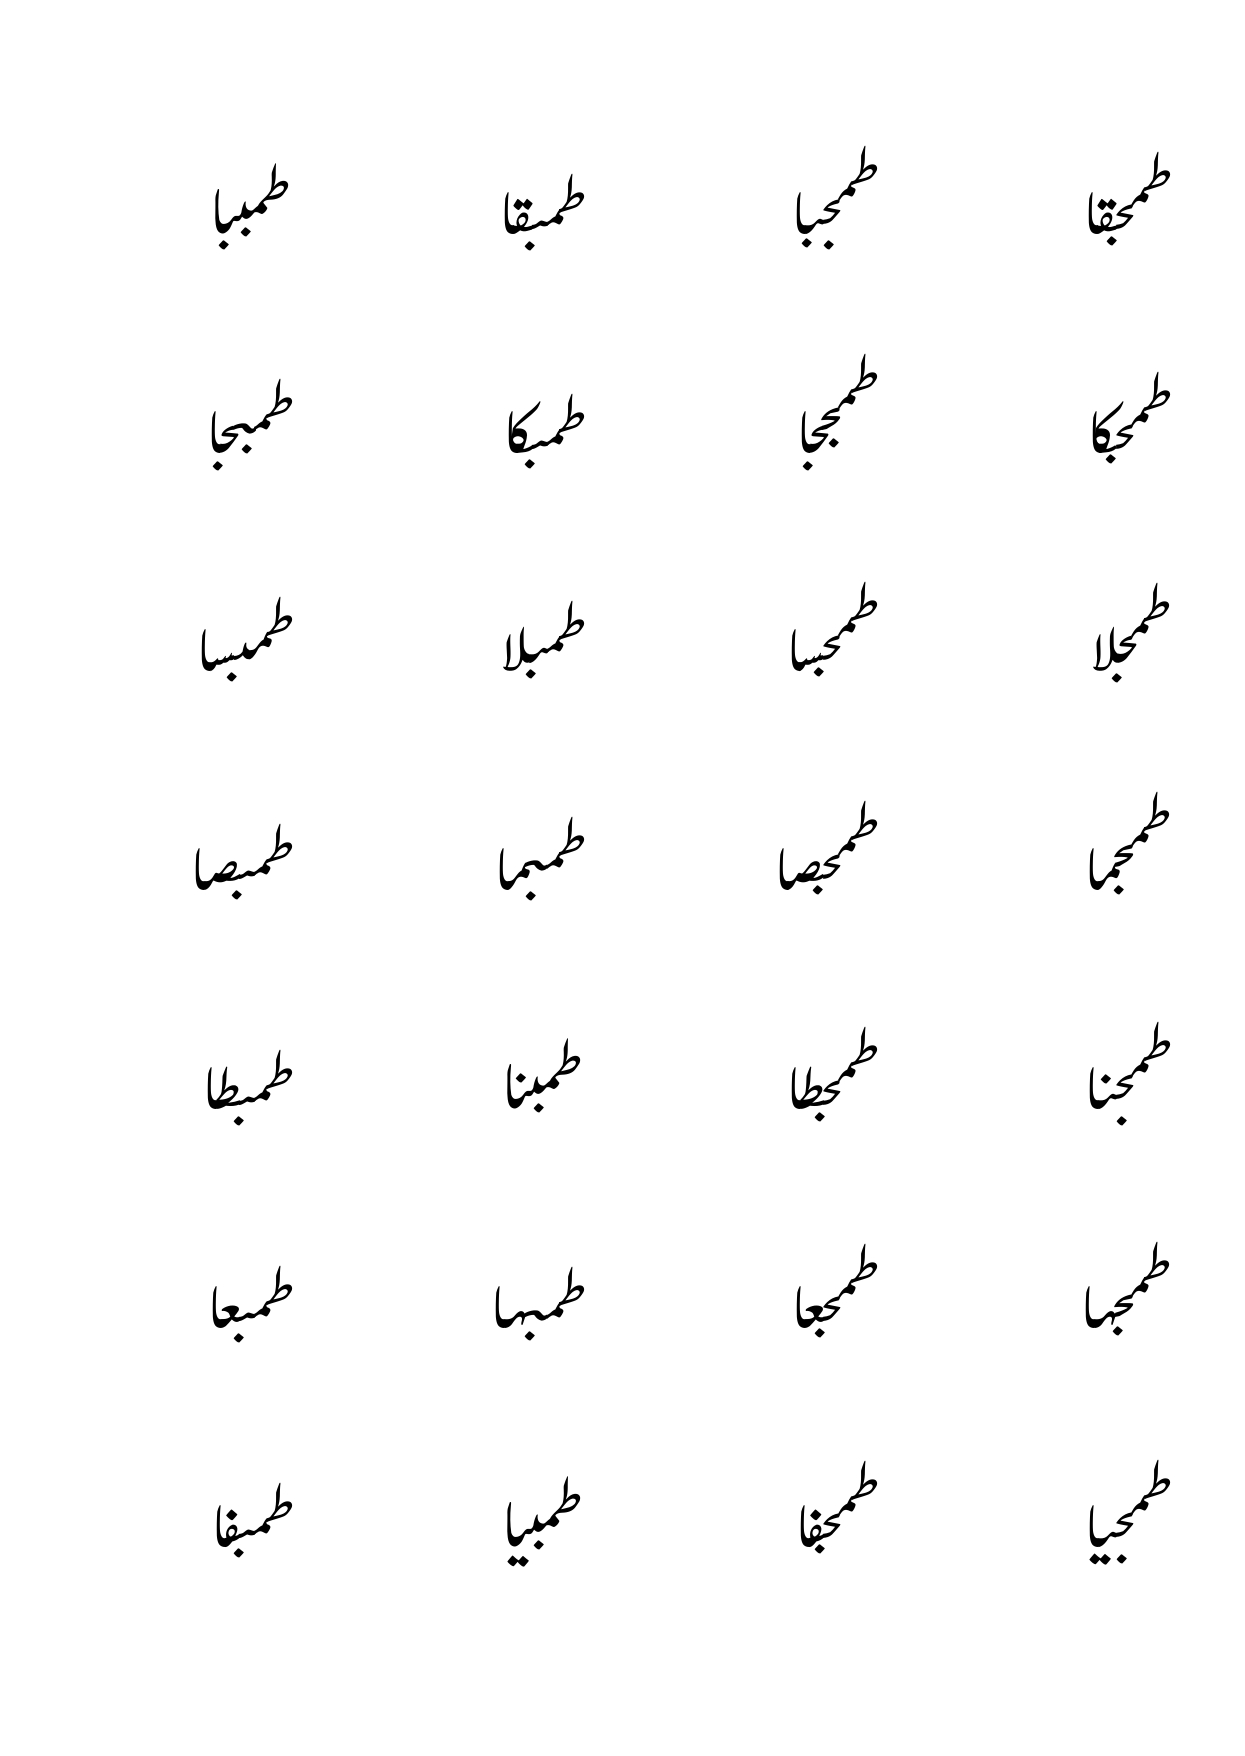 طمجقا طمجبا طمبقا طمببا
طمجکا طمججا طمبکا طمبجا
طمجلا طمجسا طمبلا طمبسا
طمجما طمجصا طمبما طمبصا
طمجنا طمجطا طمبنا طمبطا
طمجہا طمجعا طمبہا طمبعا
طمجیا طمجفا طمبیا طمبفا